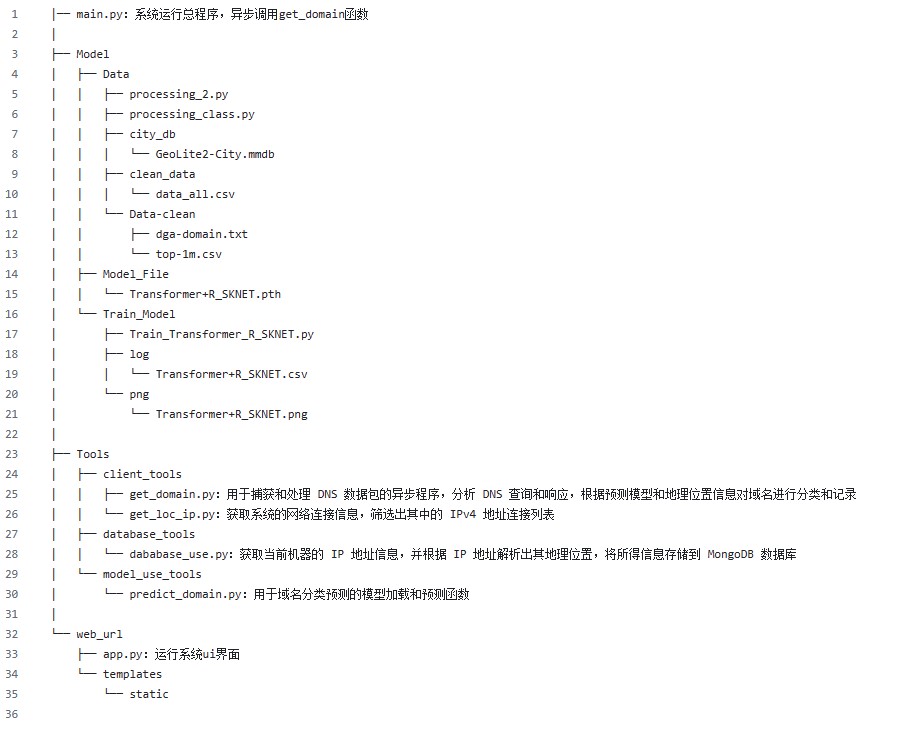 1 |── main.py: 系统运行总程序，异步调用get_domain函数
2 │
3 ├── Model
4 │   ├── Data
5 │   │   ├── processing_2.py
6 │   │   ├── processing_class.py
7 │   │   ├── city_db
8 │   │   │   └── GeoLite2-City.mmdb
9 │   │   ├── clean_data
10 │   │   │   └── data_all.csv
11 │   │   └── Data-clean
12 │   │       ├── dga-domain.txt
13 │   │       └── top-1m.csv
14 │   ├── Model_File
15 │   │   └── Transformer+R_SKNET.pth
16 │   └── Train_Model
17 │       ├── Train_Transformer_R_SKNET.py
18 │       ├── log
19 │       │   └── Transformer+R_SKNET.csv
20 │       └── png
21 │           └── Transformer+R_SKNET.png
22 │
23 ├── Tools
24 │   ├── client_tools
25 │   │   ├── get_domain.py: 用于捕获和处理 DNS 数据包的异步程序，分析 DNS 查询和响应，根据预测模型和地理位置信息对域名进行分类和记录
26 │   │   └── get_loc_ip.py: 获取系统的网络连接信息，筛选出其中的 IPv4 地址连接列表
27 │   ├── database_tools
28 │   │   └── dababase_use.py: 获取当前机器的 IP 地址信息，并根据 IP 地址解析出其地理位置，将所得信息存储到 MongoDB 数据库
29 │   └── model_use_tools
30 │       └── predict_domain.py: 用于域名分类预测的模型加载和预测函数
31 │
32 └── web_url
33     ├── app.py: 运行系统ui界面
34     └── templates
35         └── static
36